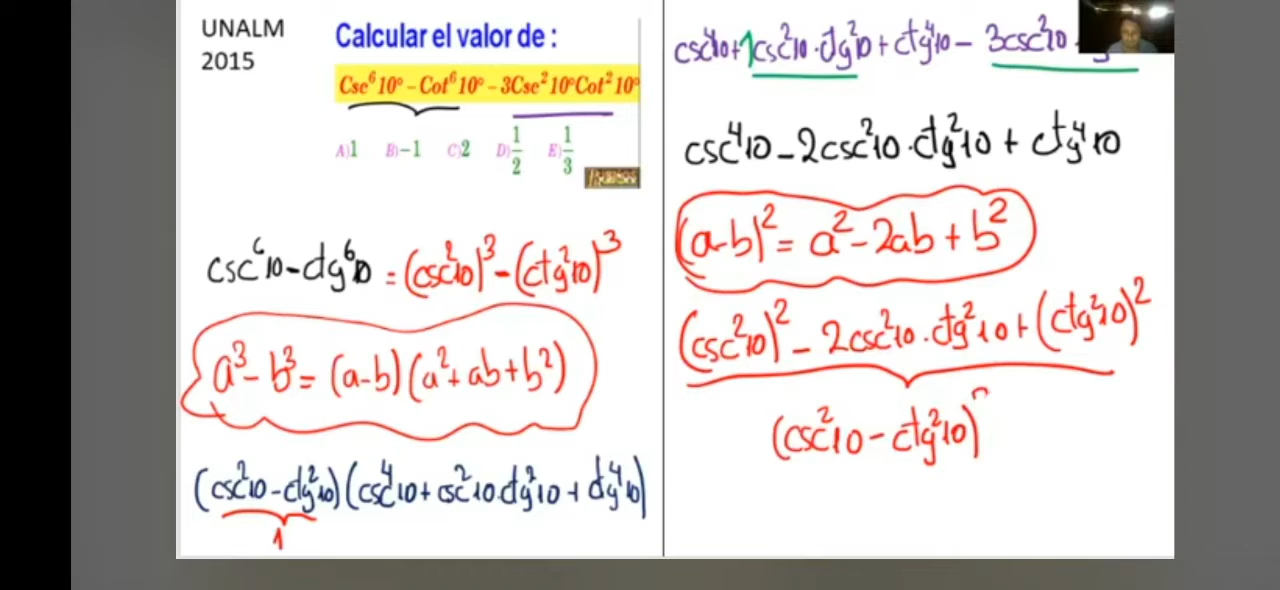 UNALM
2015
Calcular el valor de :
Csc⁶10° - Cot⁶10° - 3Csc²10°Cot²10°
A)1 B)-1 C)2 D)1/2 E)1/3
csc⁶10 - ctg⁶10 = (csc²10)³ - (ctg²10)³
a³ - b³ = (a-b)(a² + ab + b²)
(csc²10 - ctg²10)(csc⁴10 + csc²10.ctg²10 + ctg⁴10)
1
csc⁴10 + 1csc²10.ctg²10 + ctg⁴10 - 3csc²10
csc⁴10 - 2csc²10.ctg²10 + ctg⁴10
(a-b)² = a² - 2ab + b²
(csc²10)² - 2csc²10.ctg²10 + (ctg²10)²
(csc²10 - ctg²10)